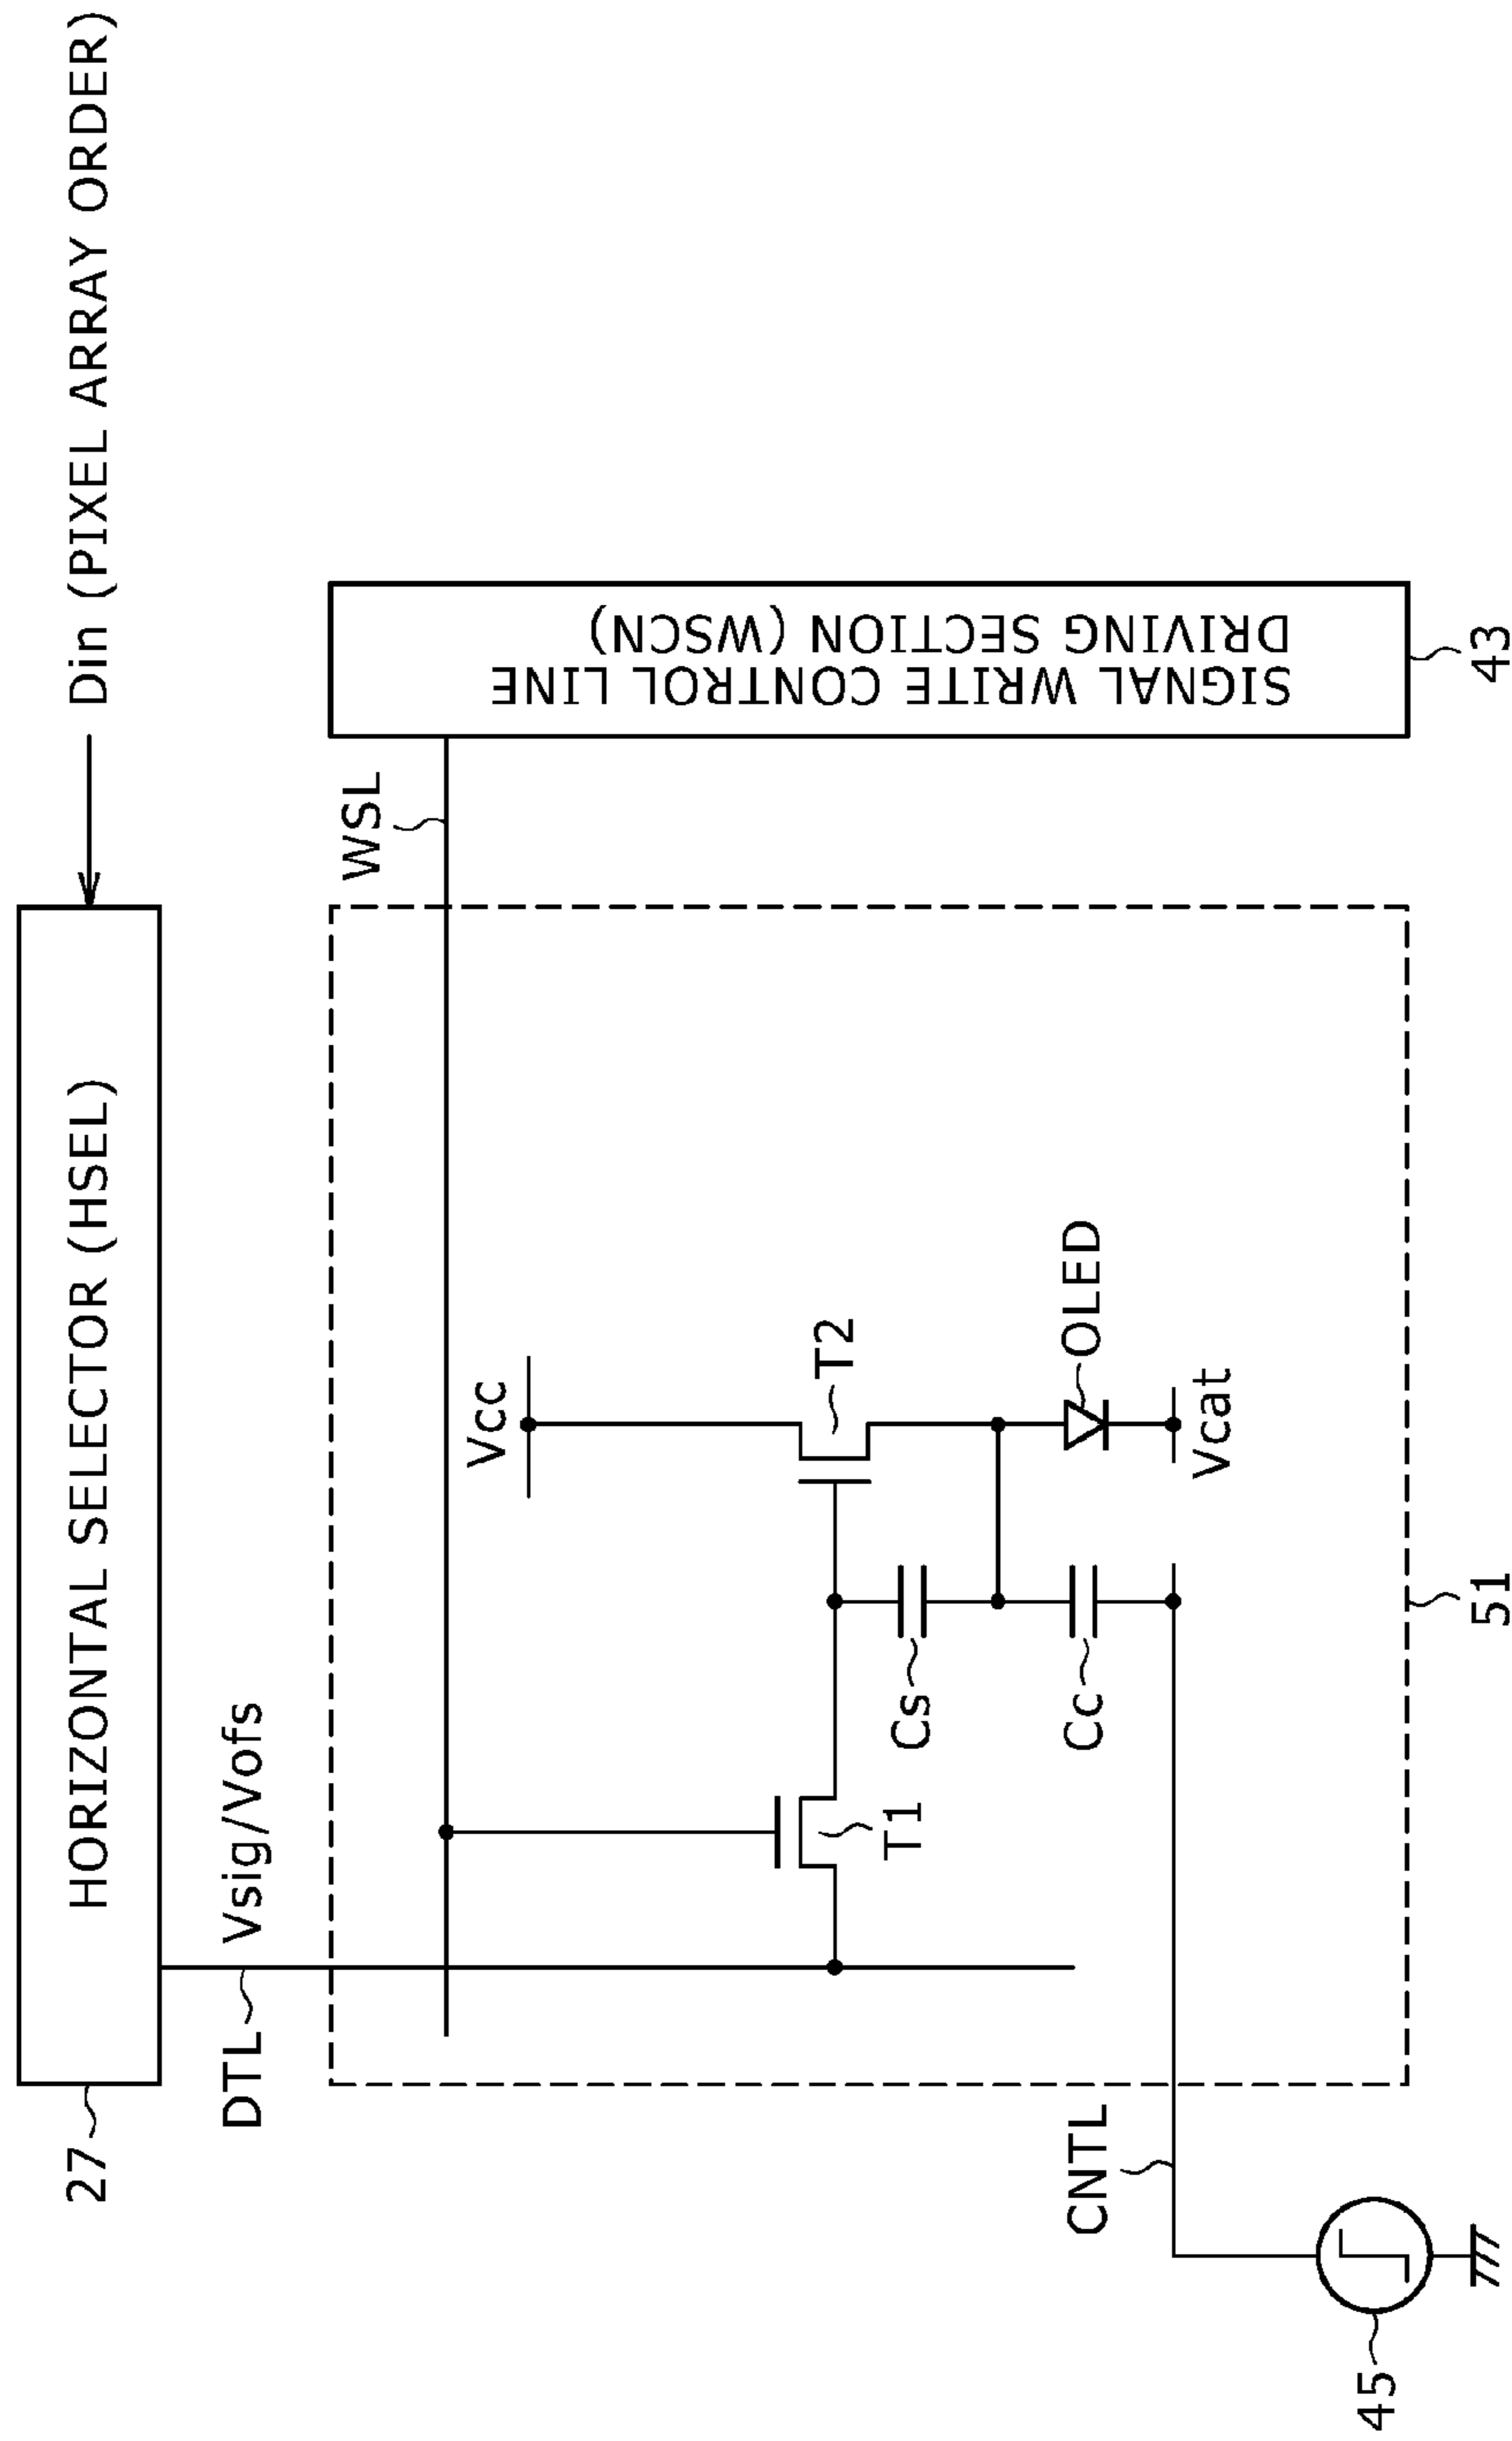 Din (PIXEL ARRAY ORDER)
HORIZONTAL SELECTOR (HSEL)
27
DTL
Vsig/Vofs
WSL
SIGNAL WRITE CONTROL LINE
DRIVING SECTION (WSCN)
43
Vcc
T2
T1
Cs
OLED
Cc
Vcat
CNTL
51
45